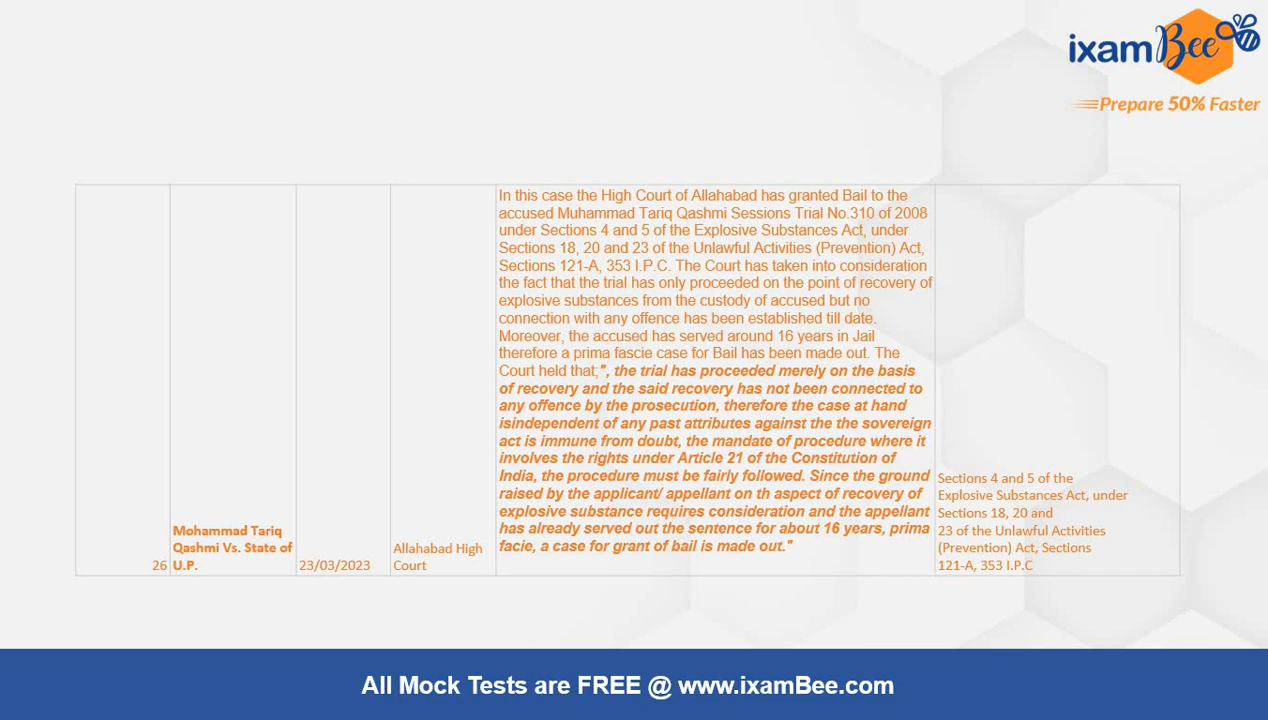 ixamBee
Prepare 50% Faster
26
Mohammad Tariq
Qashmi Vs. State of
U.P.
23/03/2023
Allahabad High
Court
In this case the High Court of Allahabad has granted Bail to the
accused Muhammad Tariq Qashmi Sessions Trial No.310 of 2008
under Sections 4 and 5 of the Explosive Substances Act, under
Sections 18, 20 and 23 of the Unlawful Activities (Prevention) Act,
Sections 121-A, 353 I.P.C. The Court has taken into consideration
the fact that the trial has only proceeded on the point of recovery of
explosive substances from the custody of accused but no
connection with any offence has been established till date.
Moreover, the accused has served around 16 years in Jail
therefore a prima fascie case for Bail has been made out. The
Court held that;", the trial has proceeded merely on the basis
of recovery and the said recovery has not been connected to
any offence by the prosecution, therefore the case at hand
isindependent of any past attributes against the the sovereign
act is immune from doubt, the mandate of procedure where it
involves the rights under Article 21 of the Constitution of
India, the procedure must be fairly followed. Since the ground
raised by the applicant/ appellant on th aspect of recovery of
explosive substance requires consideration and the appellant
has already served out the sentence for about 16 years, prima
facie, a case for grant of bail is made out."
Sections 4 and 5 of the
Explosive Substances Act, under
Sections 18, 20 and
23 of the Unlawful Activities
(Prevention) Act, Sections
121-A, 353 I.P.C
All Mock Tests are FREE @ www.ixamBee.com